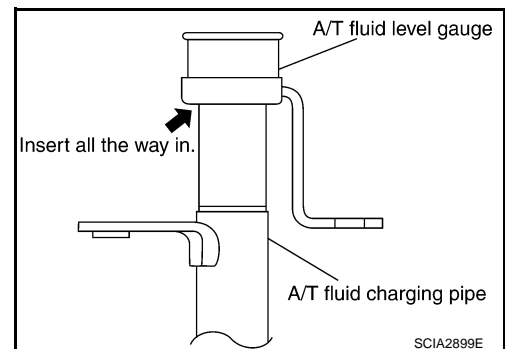 A/T fluid level gauge
Insert all the way in.
A/T fluid charging pipe
SCIA2899E